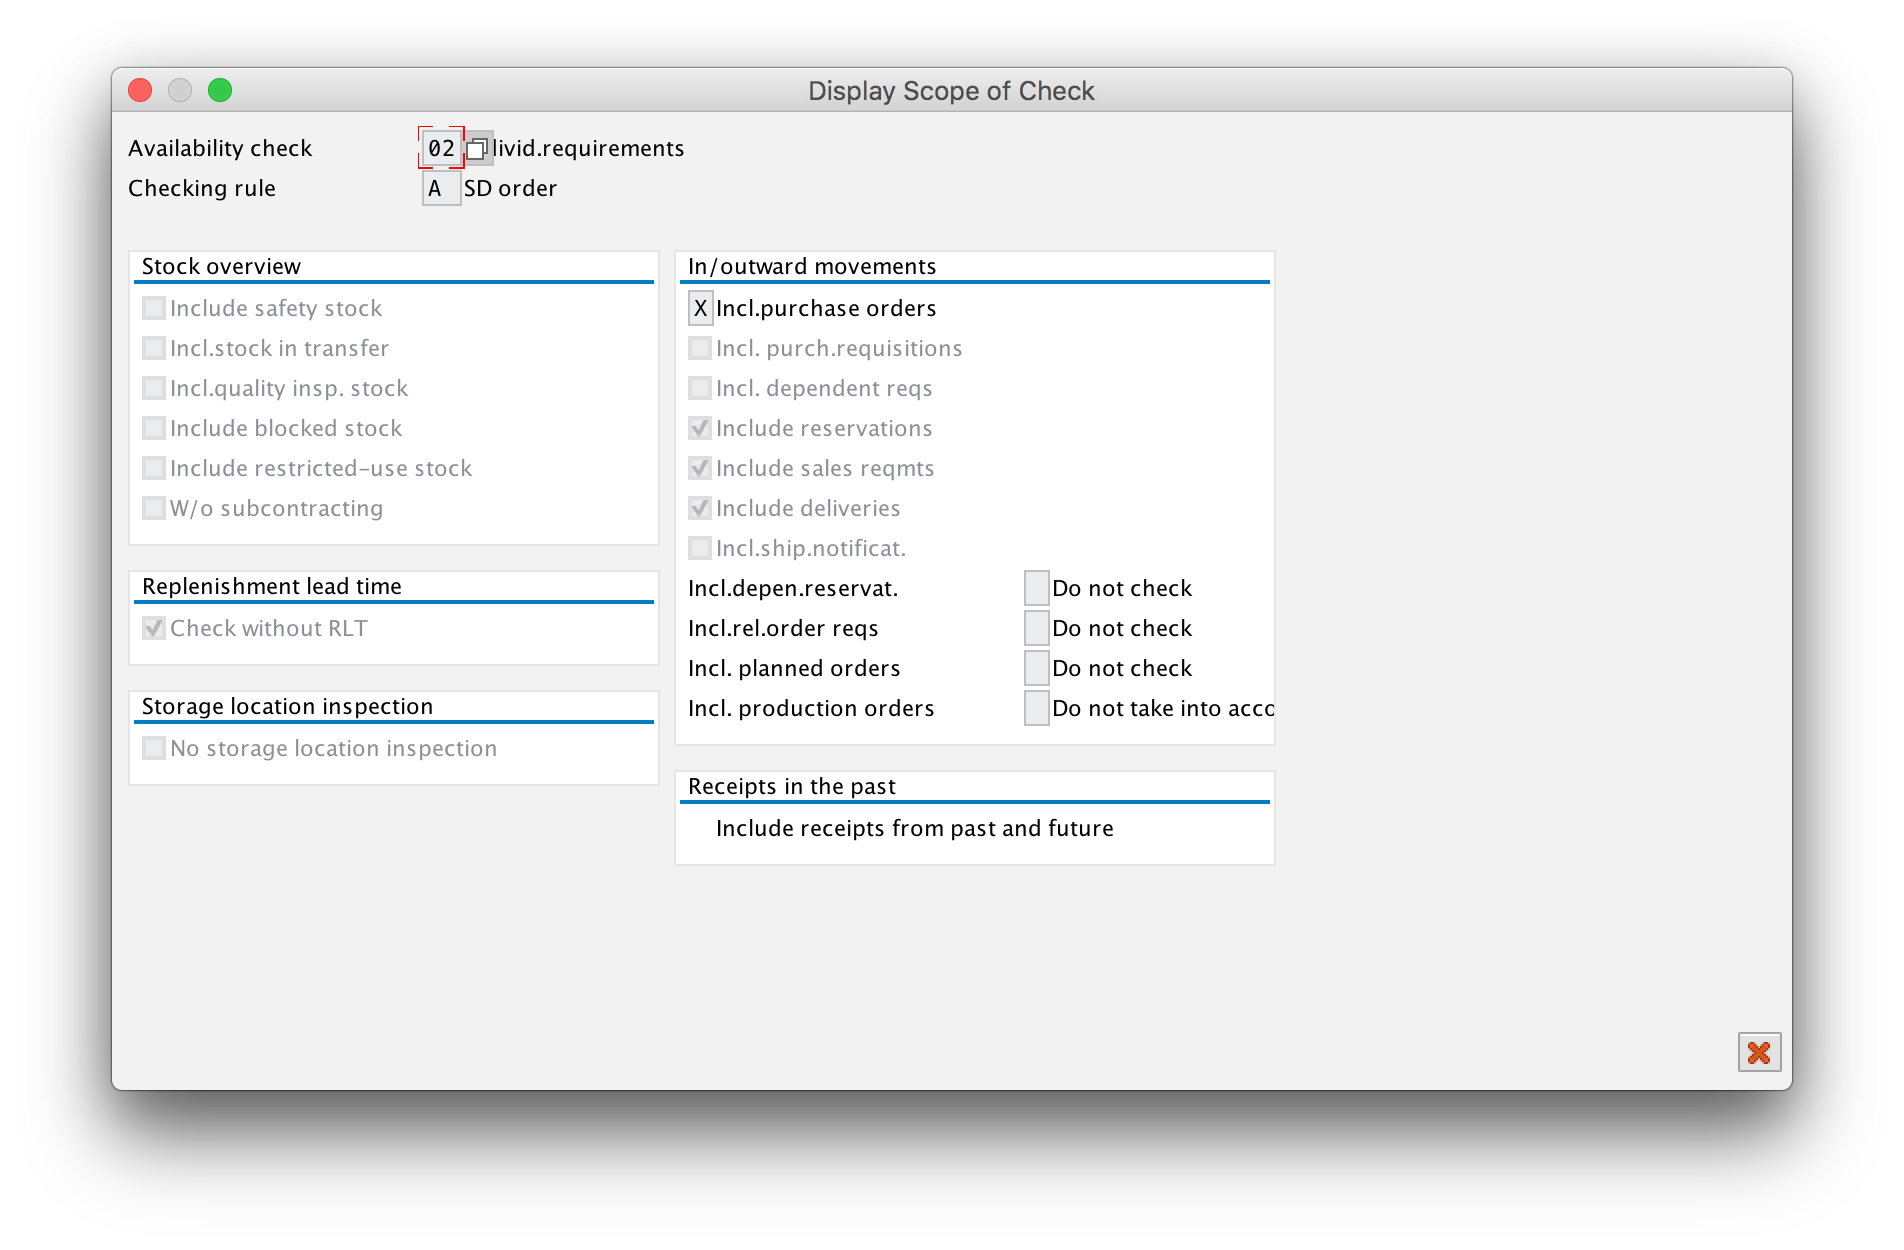 Display Scope of Check
Availability check 02 livid.requirements
Checking rule A SD order
Stock overview
Include safety stock
Incl.stock in transfer
Incl.quality insp. stock
Include blocked stock
Include restricted-use stock
W/o subcontracting
Replenishment lead time
Check without RLT
Storage location inspection
No storage location inspection
In/outward movements
X Incl.purchase orders
Incl. purch.requisitions
Incl. dependent reqs
Include reservations
Include sales reqmts
Include deliveries
Incl.ship.notificat.
Incl.depen.reservat. Do not check
Incl.rel.order reqs Do not check
Incl. planned orders Do not check
Incl. production orders Do not take into acco
Receipts in the past
Include receipts from past and future